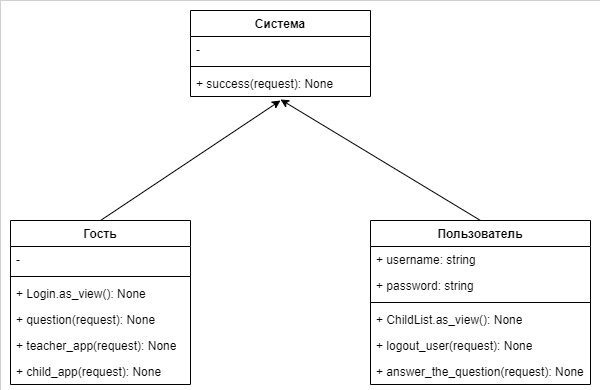 Система
-
+ success(request): None
Гость
-
+ Login.as_view(): None
+ question(request): None
+ teacher_app(request): None
+ child_app(request): None
Пользователь
+ username: string
+ password: string
+ ChildList.as_view(): None
+ logout_user(request): None
+ answer_the_question(request): None